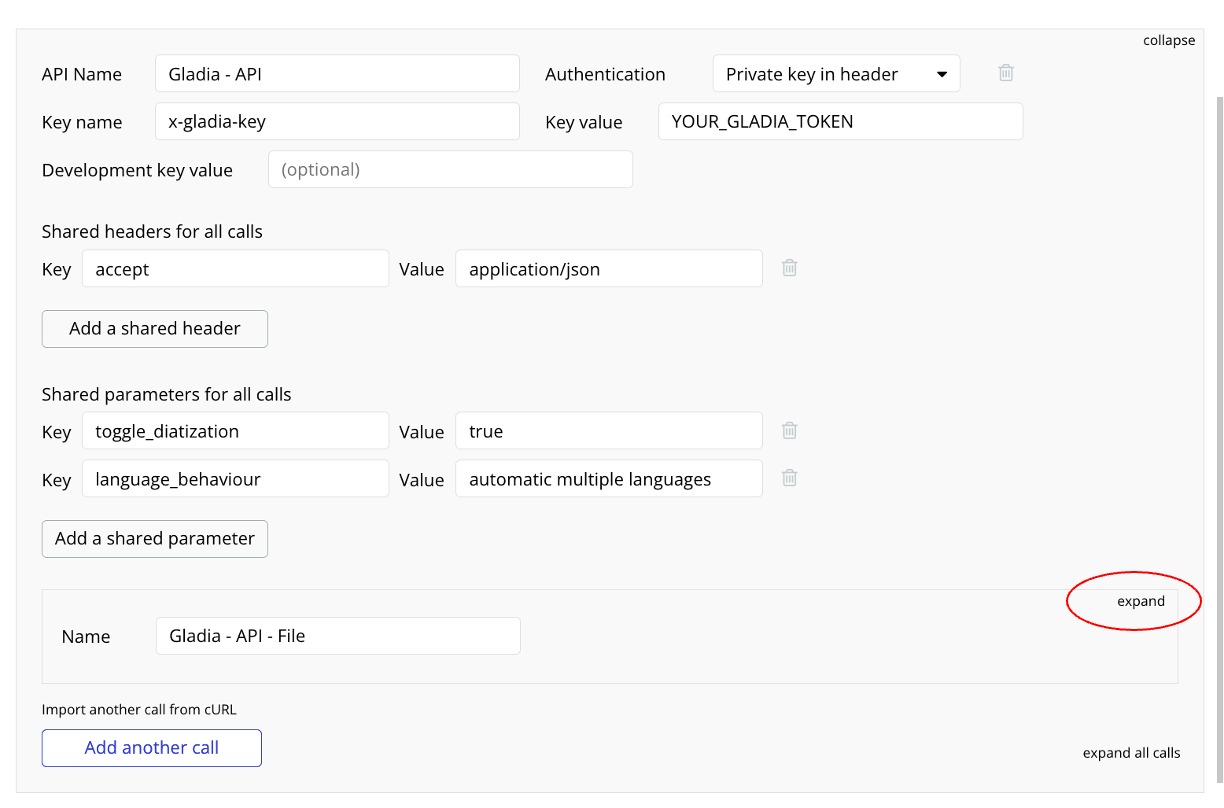 collapse
API Name Gladia - API Authentication Private key in header
Key name x-gladia-key Key value YOUR_GLADIA_TOKEN
Development key value (optional)
Shared headers for all calls
Key accept Value application/json
Add a shared header
Shared parameters for all calls
Key toggle_diatization Value true
Key language_behaviour Value automatic multiple languages
Add a shared parameter
expand
Name Gladia - API - File
Import another call from cURL
Add another call
expand all calls